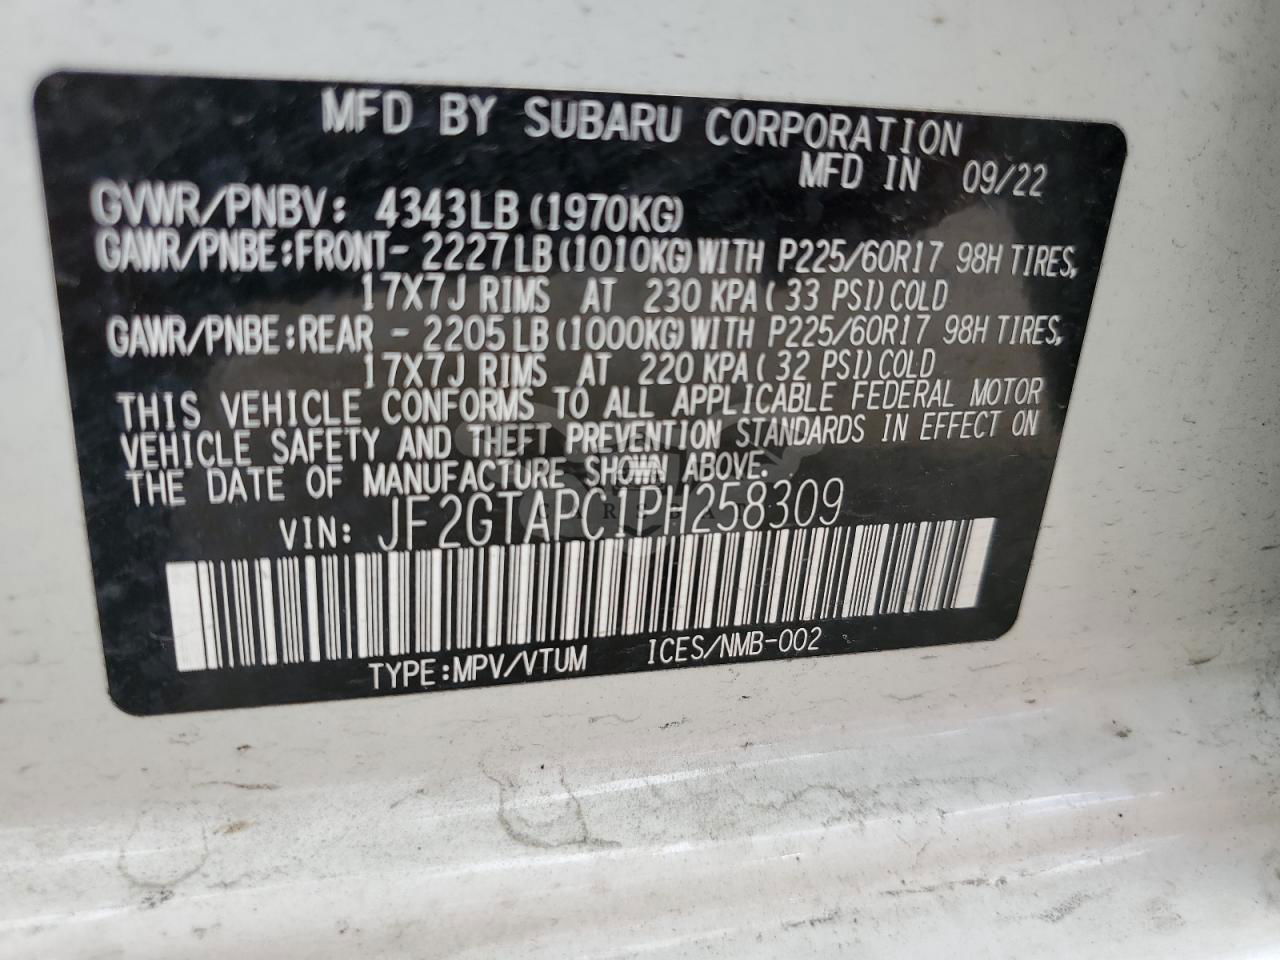 MFD BY SUBARU CORPORATION
MFD IN 09/22
GVWR/PNBV: 4343LB (1970KG)
GAWR/PNBE:FRONT- 2227LB(1010KG)WITH P225/60R17 98H TIRES,
17X7J RIMS AT 230 KPA( 33 PSI)COLD
GAWR/PNBE:REAR - 2205LB(1000KG)WITH P225/60R17 98H TIRES,
17X7J RIMS AT 220 KPA( 32 PSI)COLD
THIS VEHICLE CONFORMS TO ALL APPLICABLE FEDERAL MOTOR
VEHICLE SAFETY AND THEFT PREVENTION STANDARDS IN EFFECT ON
THE DATE OF MANUFACTURE SHOWN ABOVE.
VIN: JF2GTAPC1PH258309
TYPE:MPV/VTUM ICES/NMB-002